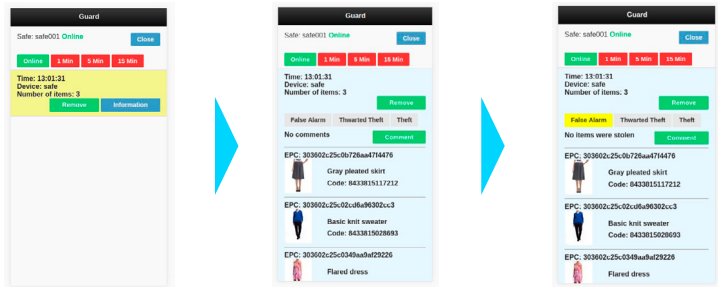 Guard
Safe: safe001 Online
Close
Online 1 Min 5 Min 15 Min
Time: 13:01:31
Device: safe
Number of items: 3
Remove Information
Guard
Safe: safe001 Online
Close
Online 1 Min 5 Min 15 Min
Time: 13:01:31
Device: safe
Number of items: 3
Remove
False Alarm Thwarted Theft Theft
No comments
Comment
EPC: 303602c25c0b726aa47f4476
Gray pleated skirt
Code: 8433815117212
EPC: 303602c25c02cd6a96302cc3
Basic knit sweater
Code: 8433815028693
EPC: 303602c25c0349aa9af29226
Flared dress
Guard
Safe: safe001 Online
Close
Online 1 Min 5 Min 15 Min
Time: 13:01:31
Device: safe
Number of items: 3
Remove
False Alarm Thwarted Theft Theft
No items were stolen
Comment
EPC: 303602c25c0b726aa47f4476
Gray pleated skirt
Code: 8433815117212
EPC: 303602c25c02cd6a96302cc3
Basic knit sweater
Code: 8433815028693
EPC: 303602c25c0349aa9af29226
Flared dress